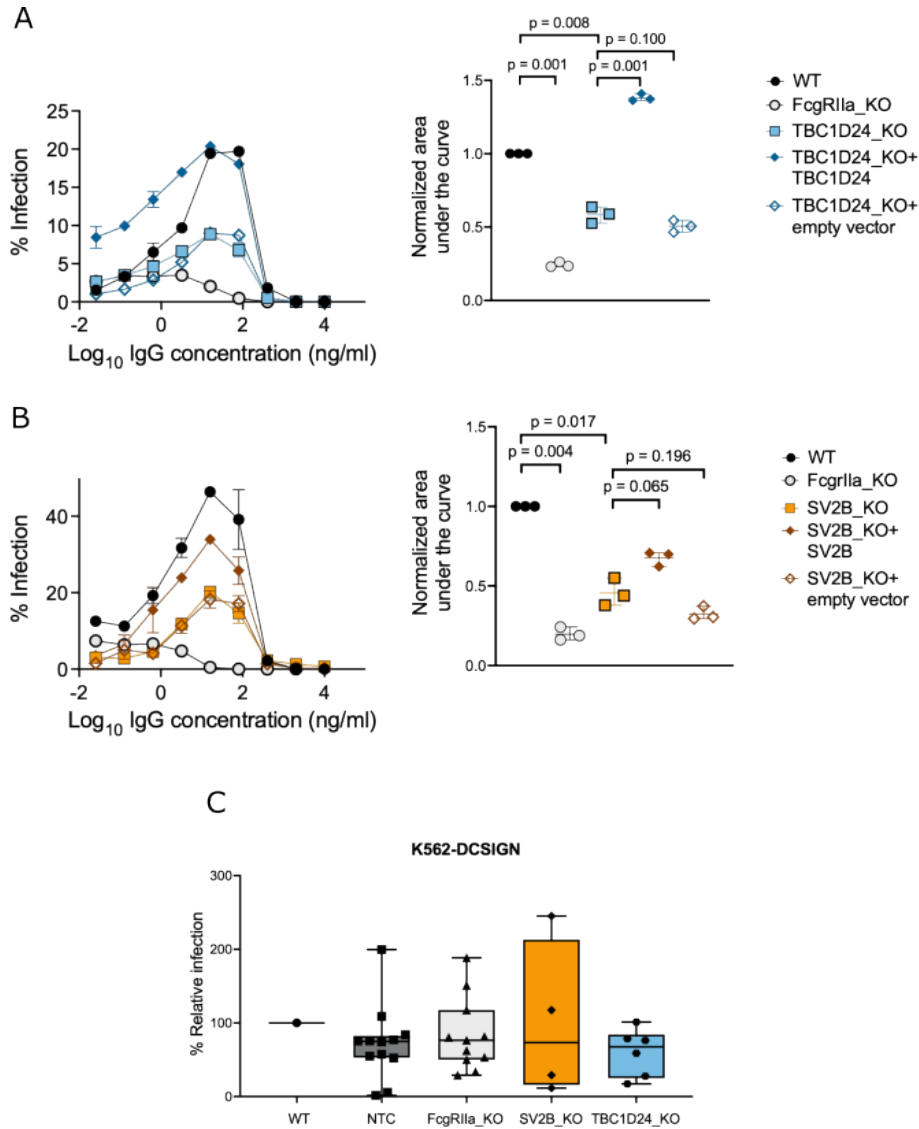 A
p = 0.008
p = 0.100
p = 0.001
p = 0.001
25
20
15
10
5
0
% Infection
-2
0
2
4
Log10 IgG concentration (ng/ml)
1.5
1.0
0.5
0.0
Normalized area
under the curve
WT
FcgRIIa_KO
TBC1D24_KO
TBC1D24_KO+
TBC1D24
TBC1D24_KO+
empty vector
B
p = 0.017
p = 0.004
p = 0.196
p = 0.065
40
20
0
% Infection
-2
0
2
4
Log10 IgG concentration (ng/ml)
1.5
1.0
0.5
0.0
Normalized area
under the curve
WT
FcgrIIa_KO
SV2B_KO
SV2B_KO+
SV2B
SV2B_KO+
empty vector
C
K562-DCSIGN
300
200
100
0
% Relative infection
WT
NTC
FcgRIIa_KO
SV2B_KO
TBC1D24_KO